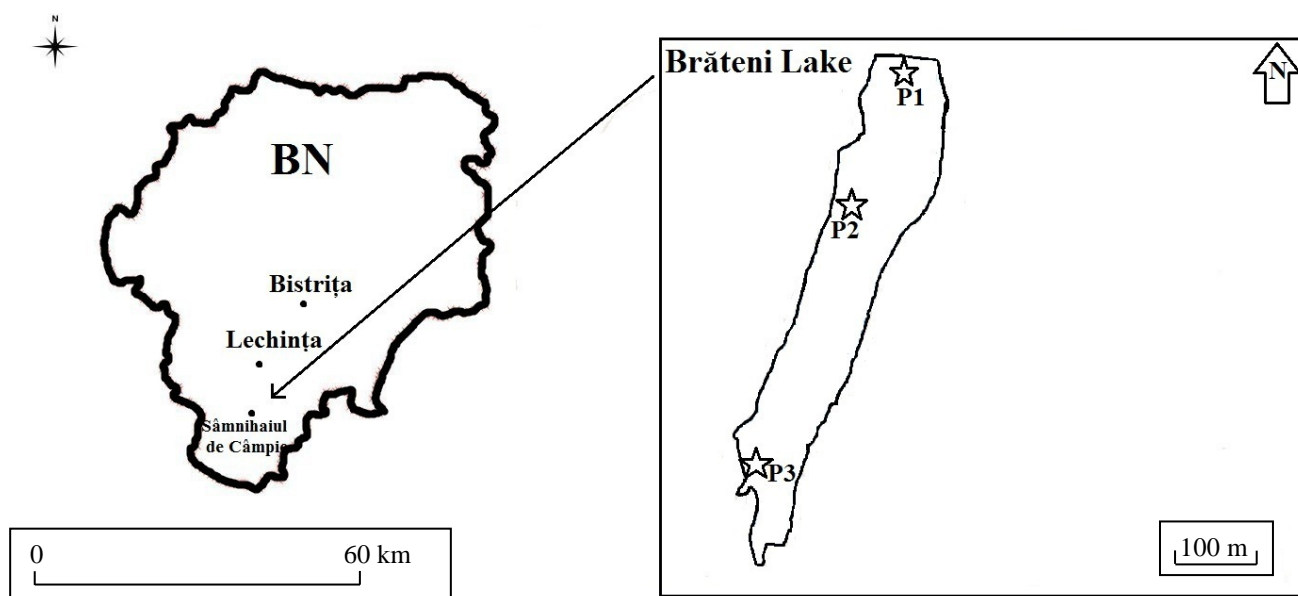 N
BN
Bistrița
Lechința
Sâmnihaiul
de Câmpie
0 60 km
Brăteni Lake
N
P1
P2
P3
100 m